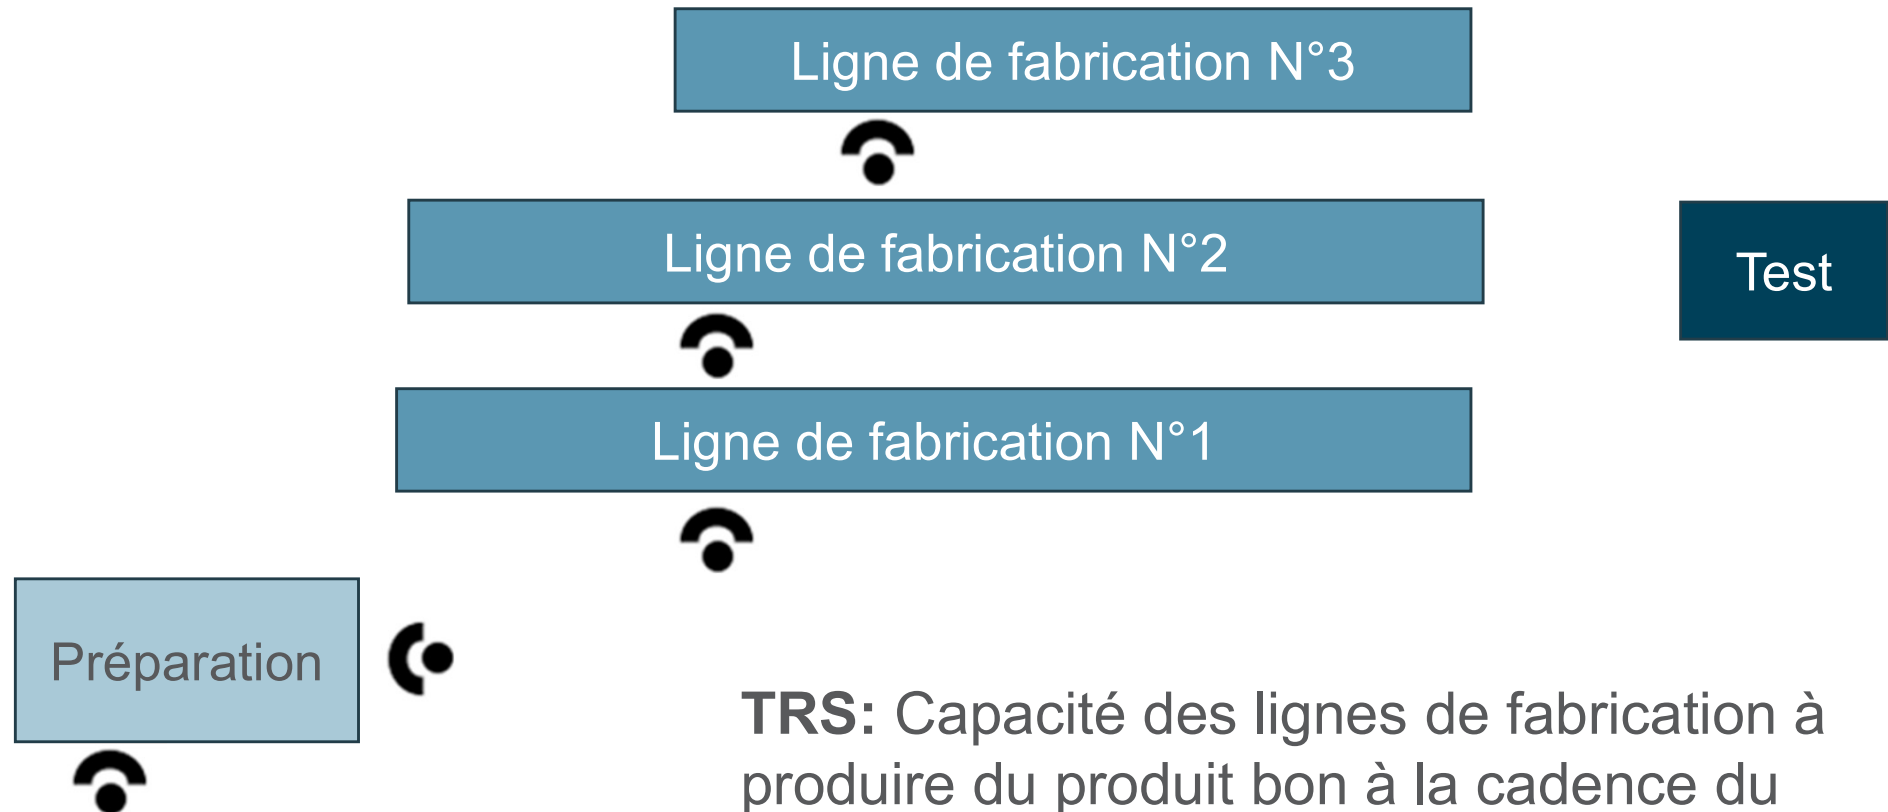 Ligne de fabrication N°3
Ligne de fabrication N°2
Test
Ligne de fabrication N°1
Préparation
TRS: Capacité des lignes de fabrication à
produire du produit bon à la cadence du